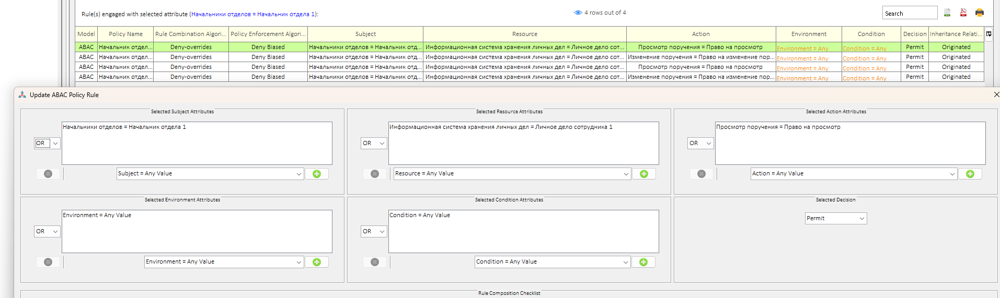 Rule(s) engaged with selected attribute (Начальники отделов = Начальник отдела 1):
4 rows out of 4
Search
Model Policy Name Rule Combination Algori... Policy Enforcement Algori... Subject Resource Action Environment Condition Decision Inheritance Relati...
ABAC Начальник отдел... Deny-overrides Deny Biased Начальники отделов = Начальник отд... Информационная система хранения личных дел = Личное дело сот... Просмотр поручения = Право на просмотр Environment = Any Condition = Any Permit Originated
ABAC Начальник отдел... Deny-overrides Deny Biased Начальники отделов = Начальник отд... Информационная система хранения личных дел = Личное дело сот... Изменение поручения = Право на изменение пор... Environment = Any Condition = Any Permit Originated
ABAC Начальник отдел... Deny-overrides Deny Biased Начальники отделов = Начальник отд... Информационная система хранения личных дел = Личное дело сот... Просмотр поручения = Право на просмотр Environment = Any Condition = Any Permit Originated
ABAC Начальник отдел... Deny-overrides Deny Biased Начальники отделов = Начальник отд... Информационная система хранения личных дел = Личное дело сот... Изменение поручения = Право на изменение пор... Environment = Any Condition = Any Permit Originated
Update ABAC Policy Rule
Selected Subject Attributes
Начальники отделов = Начальник отдела 1
OR
Subject = Any Value
Selected Resource Attributes
Информационная система хранения личных дел = Личное дело сотрудника 1
OR
Resource = Any Value
Selected Action Attributes
Просмотр поручения = Право на просмотр
OR
Action = Any Value
Selected Environment Attributes
Environment = Any Value
OR
Environment = Any Value
Selected Condition Attributes
Condition = Any Value
OR
Condition = Any Value
Selected Decision
Permit
Rule Composition Checklist